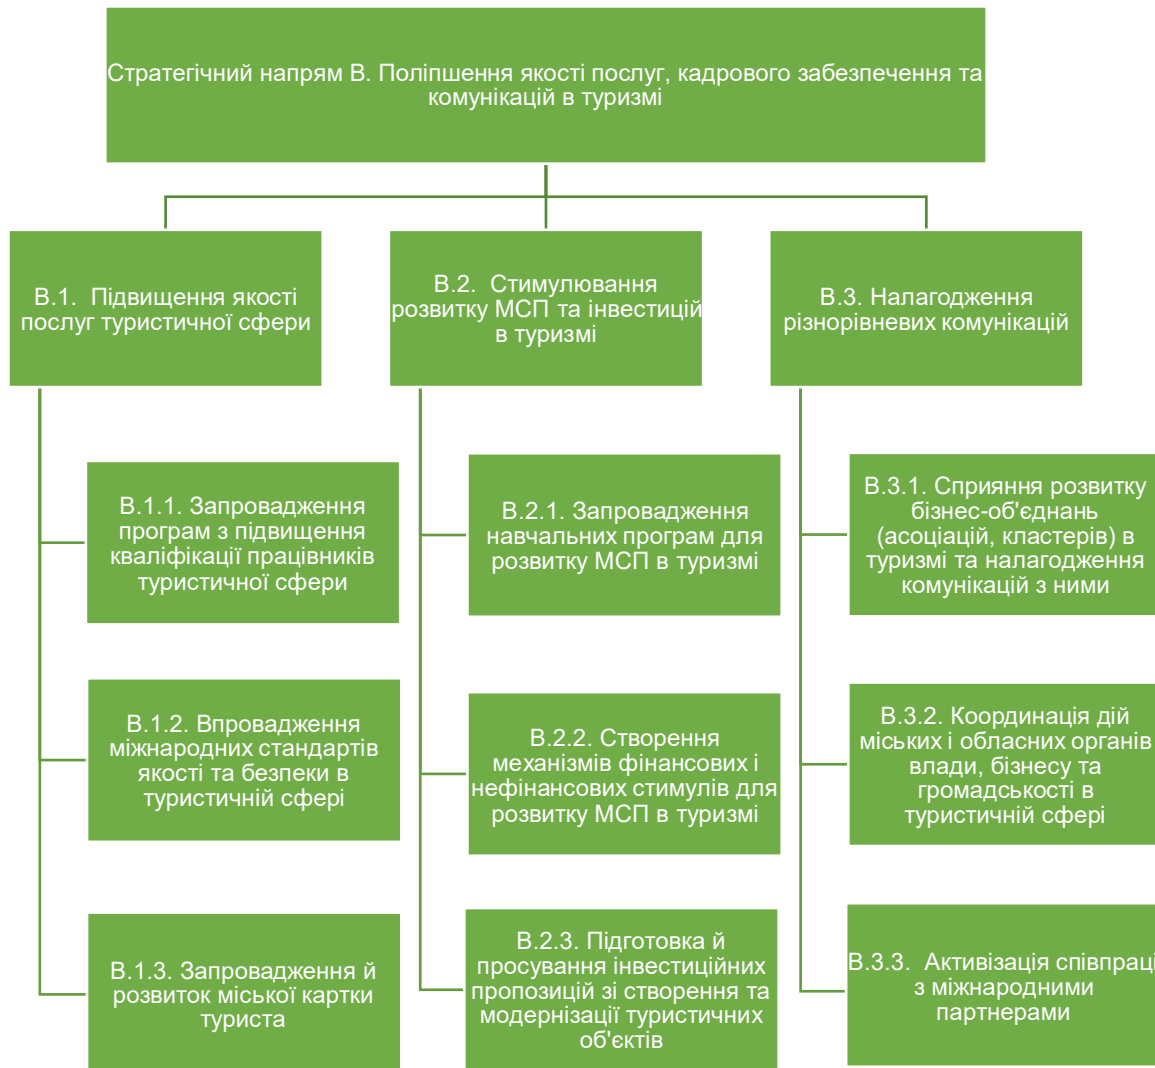 Стратегічний напрям В. Поліпшення якості послуг, кадрового забезпечення та
комунікацій в туризмі
В.1. Підвищення якості
послуг туристичної сфери
В.2. Стимулювання
розвитку МСП та інвестицій
в туризмі
В.3. Налагодження
різнорівневих комунікацій
В.1.1. Запровадження
програм з підвищення
кваліфікації працівників
туристичної сфери
В.2.1. Запровадження
навчальних програм для
розвитку МСП в туризмі
В.3.1. Сприяння розвитку
бізнес-об'єднань
(асоціацій, кластерів) в
туризмі та налагодження
комунікацій з ними
В.1.2. Впровадження
міжнародних стандартів
якості та безпеки в
туристичній сфері
В.2.2. Створення
механізмів фінансових і
нефінансових стимулів для
розвитку МСП в туризмі
В.3.2. Координація дій
міських і обласних органів
влади, бізнесу та
громадськості в
туристичній сфері
В.1.3. Запровадження й
розвиток міської картки
туриста
В.2.3. Підготовка й
просування інвестиційних
пропозицій зі створення та
модернізації туристичних
об'єктів
В.3.3. Активізація співпраці
з міжнародними
партнерами